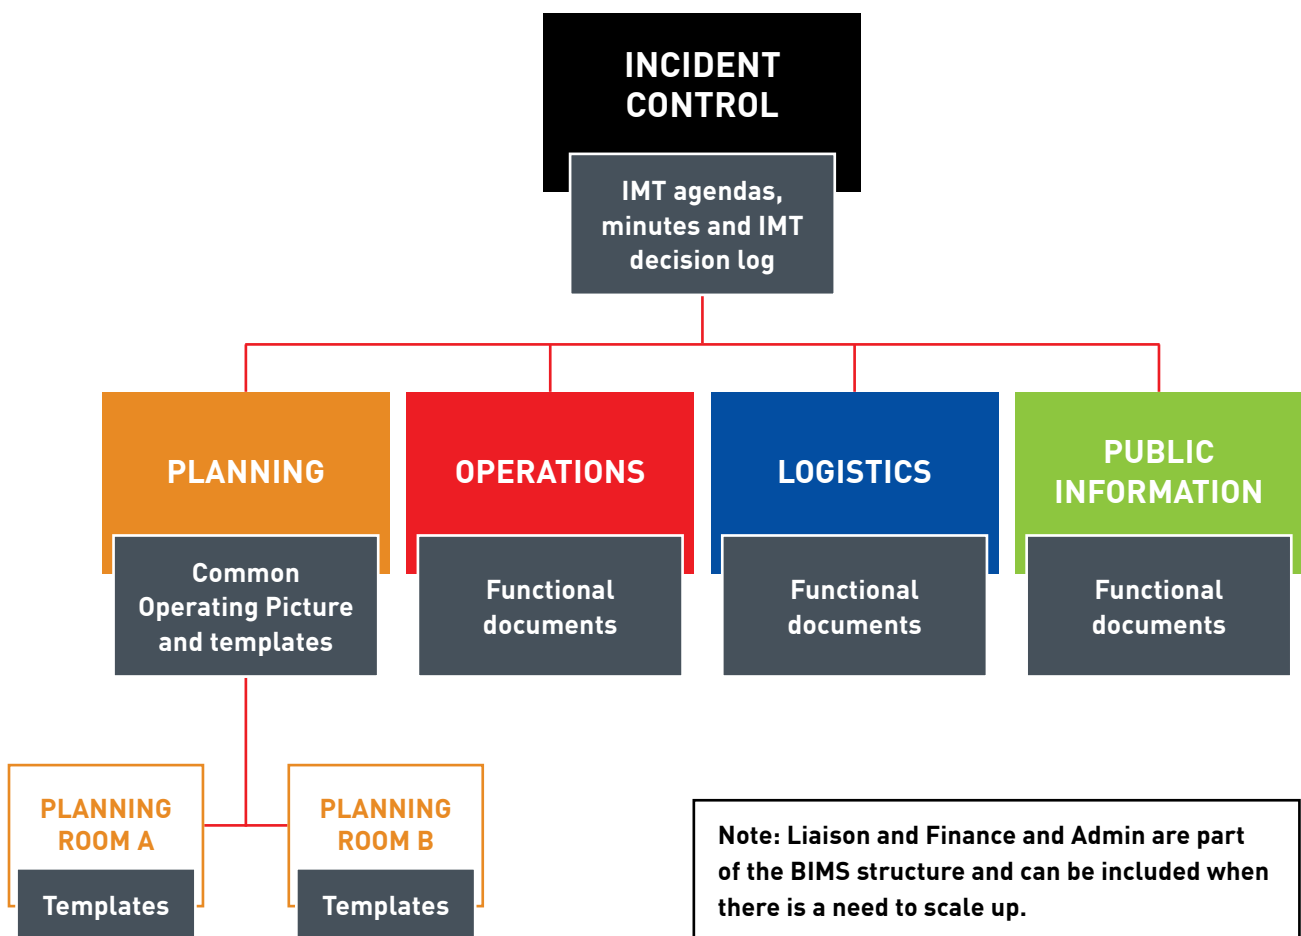 INCIDENT
CONTROL
IMT agendas,
minutes and IMT
decision log
PLANNING
Common
Operating Picture
and templates
OPERATIONS
Functional
documents
LOGISTICS
Functional
documents
PUBLIC
INFORMATION
Functional
documents
PLANNING
ROOM A
Templates
PLANNING
ROOM B
Templates
Note: Liaison and Finance and Admin are part
of the BIMS structure and can be included when
there is a need to scale up.